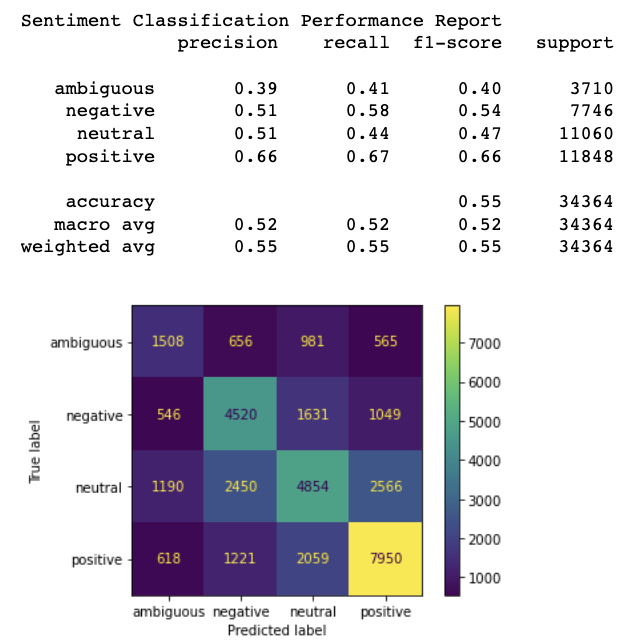 Sentiment Classification Performance Report
precision recall f1-score support
ambiguous 0.39 0.41 0.40 3710
negative 0.51 0.58 0.54 7746
neutral 0.51 0.44 0.47 11060
positive 0.66 0.67 0.66 11848
accuracy 0.55 34364
macro avg 0.52 0.52 0.52 34364
weighted avg 0.55 0.55 0.55 34364
ambiguous 1508 656 981 565
negative 546 4520 1631 1049
neutral 1190 2450 4854 2566
positive 618 1221 2059 7950
ambiguous negative neutral positive
Predicted label
True label
7000
6000
5000
4000
3000
2000
1000